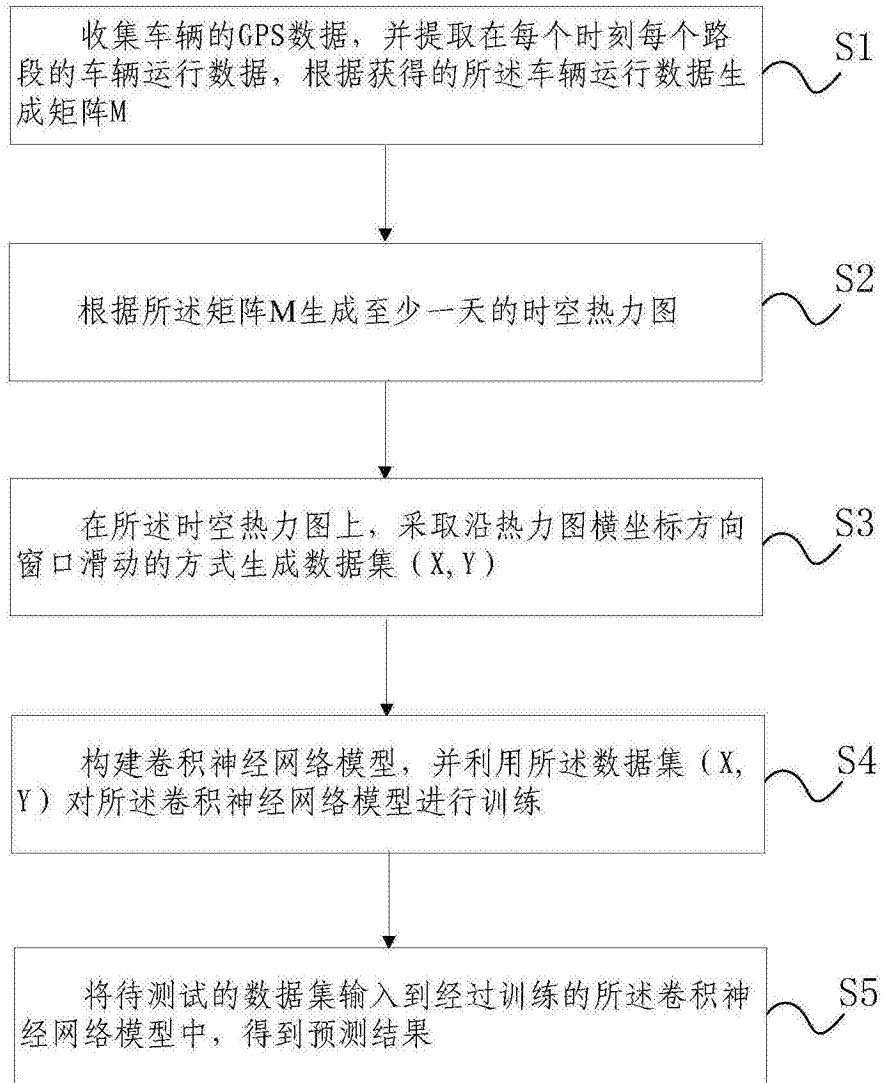 收集车辆的GPS数据，并提取在每个时刻每个路
段的车辆运行数据，根据获得的所述车辆运行数据生
成矩阵M
S1
根据所述矩阵M生成至少一天的时空热力图
S2
在所述时空热力图上，采取沿热力图横坐标方向
窗口滑动的方式生成数据集（X,Y）
S3
构建卷积神经网络模型，并利用所述数据集（X,
Y）对所述卷积神经网络模型进行训练
S4
将待测试的数据集输入到经过训练的所述卷积神
经网络模型中，得到预测结果
S5